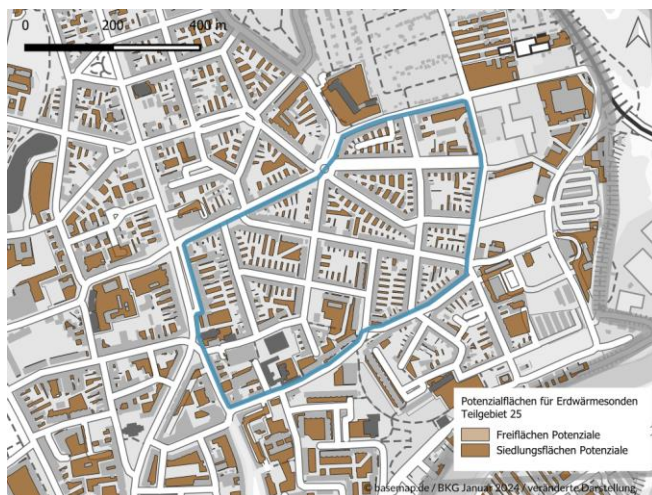 0 200 400 m
Potenzialflächen für Erdwärmesonden
Teilgebiet 25
Freiflächen Potenziale
Siedlungsflächen Potenziale
© basemap.de / BKG Januar 2024 / veränderte Darstellung